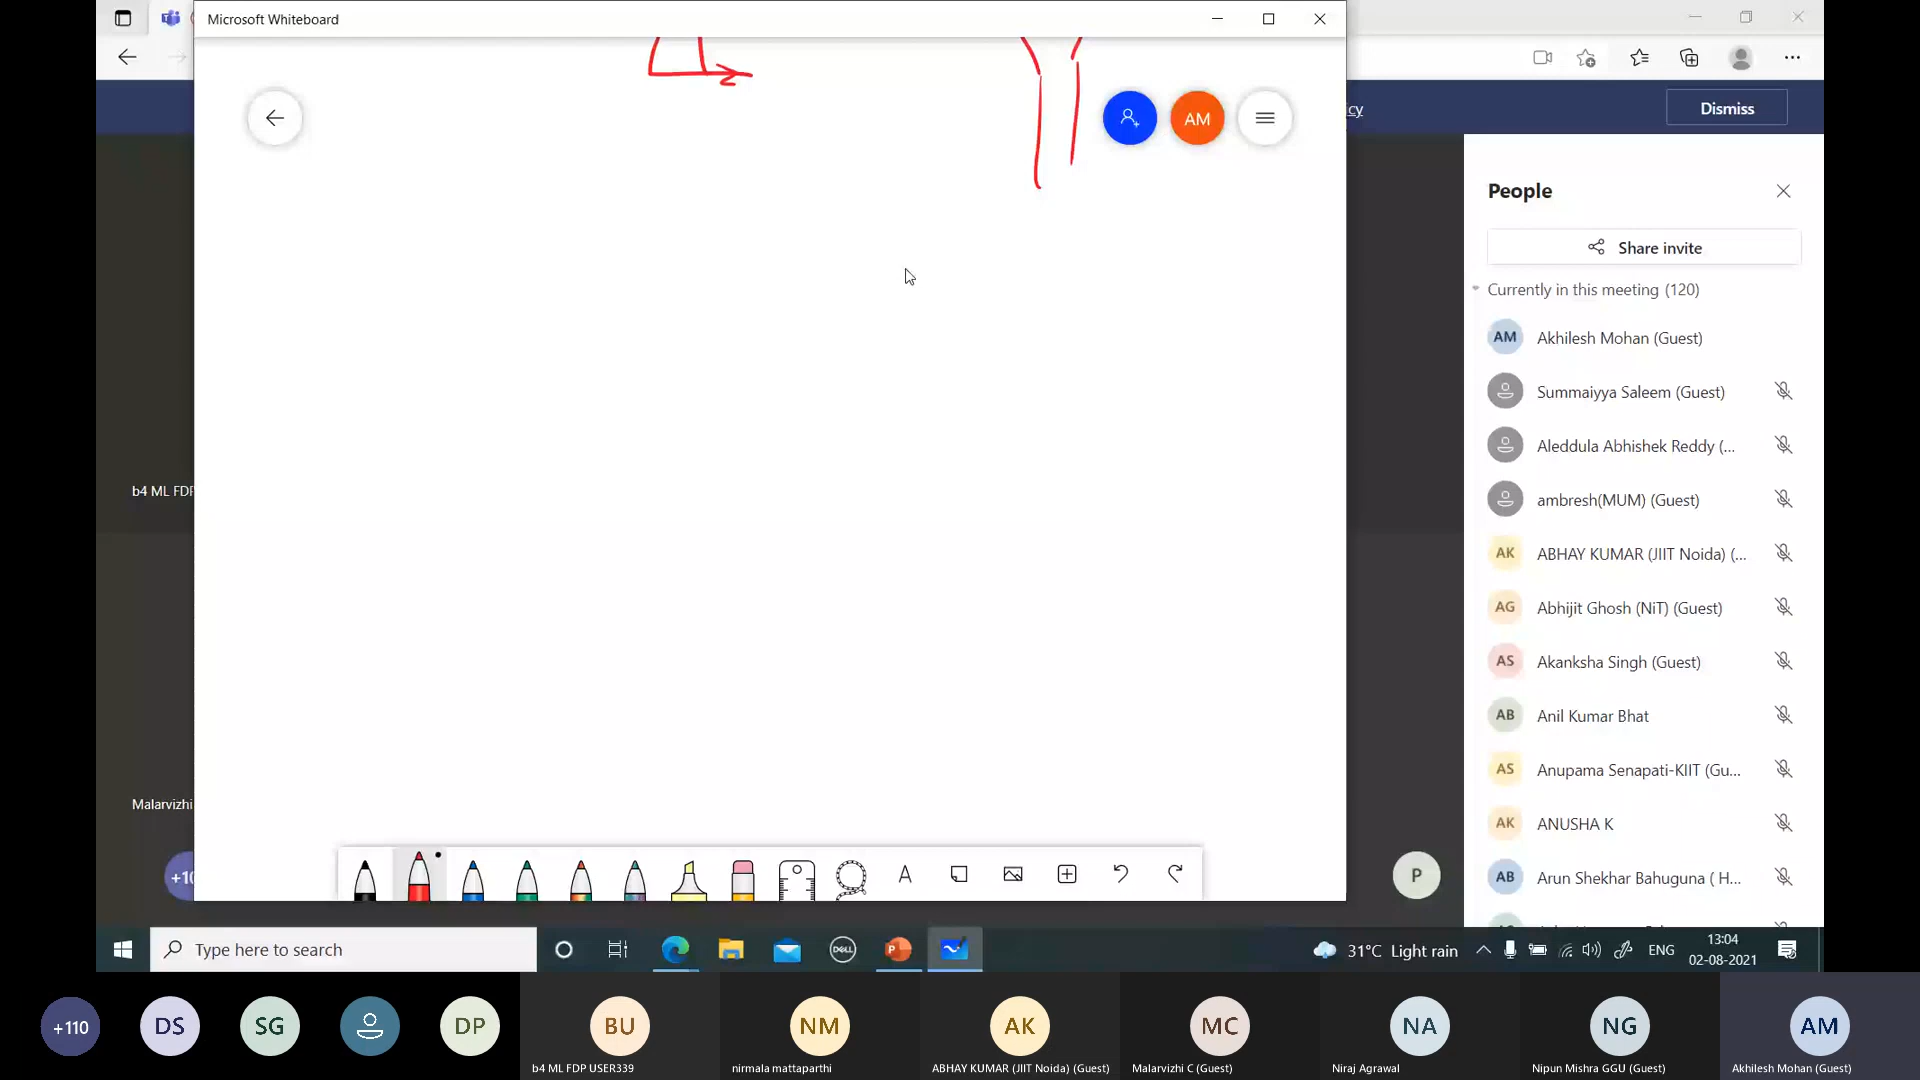 Microsoft Whiteboard
cy
Dismiss
AM
People
Share invite
Currently in this meeting (120)
AM Akhilesh Mohan (Guest)
Summaiyya Saleem (Guest)
Aleddula Abhishek Reddy (...
ambresh(MUM) (Guest)
AK ABHAY KUMAR (JIIT Noida) (...
AG Abhijit Ghosh (NiT) (Guest)
AS Akanksha Singh (Guest)
AB Anil Kumar Bhat
AS Anupama Senapati-KIIT (Gu...
AK ANUSHA K
AB Arun Shekhar Bahuguna ( H...
b4 ML FDP
Malarvizhi
+10
P
A
Type here to search
DELL
31°C Light rain
ENG
13:04
02-08-2021
+110
DS
SG
DP
BU
NM
AK
MC
NA
NG
AM
b4 ML FDP USER339
nirmala mattaparthi
ABHAY KUMAR (JIIT Noida) (Guest)
Malarvizhi C (Guest)
Niraj Agrawal
Nipun Mishra GGU (Guest)
Akhilesh Mohan (Guest)